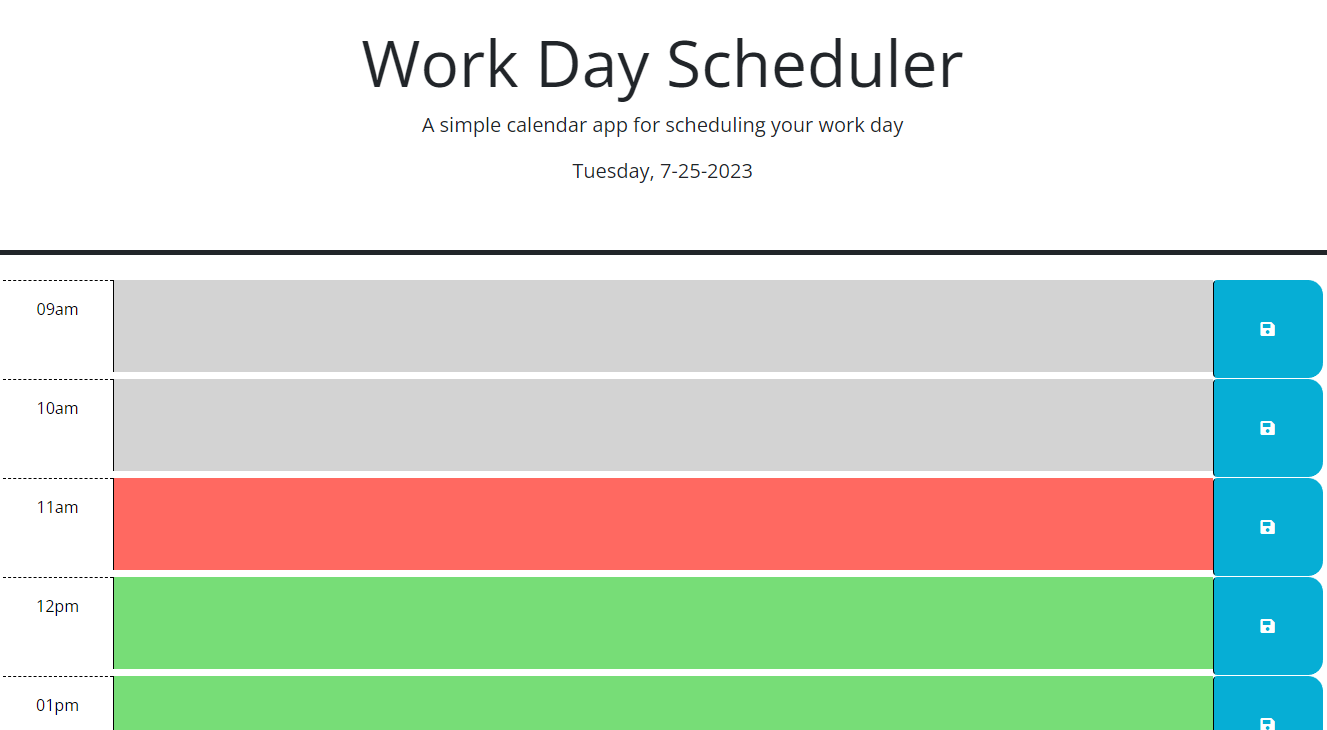 Work Day Scheduler
A simple calendar app for scheduling your work day
Tuesday, 7-25-2023
09am
10am
11am
12pm
01pm